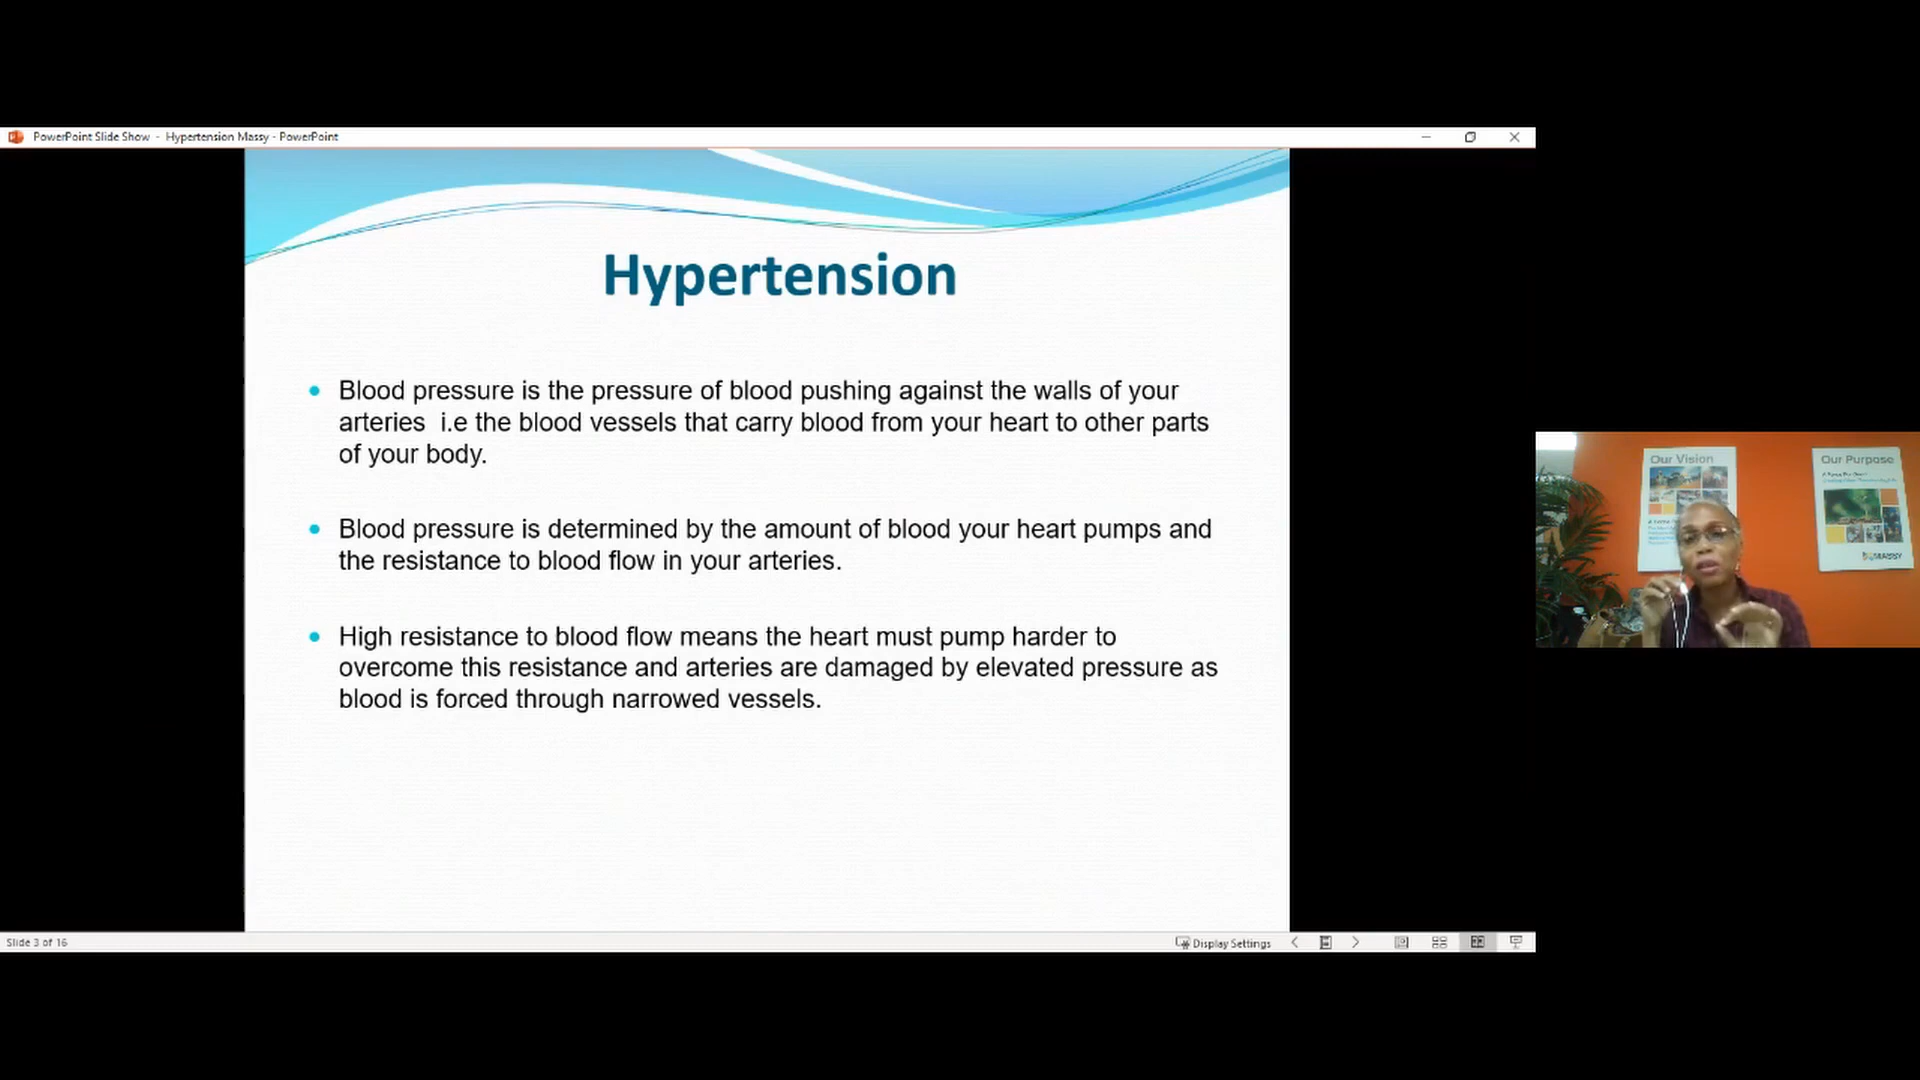 PowerPoint Slide Show - Hypertension Massy - PowerPoint
Hypertension
Blood pressure is the pressure of blood pushing against the walls of your
arteries i.e the blood vessels that carry blood from your heart to other parts
of your body.
Blood pressure is determined by the amount of blood your heart pumps and
the resistance to blood flow in your arteries.
High resistance to blood flow means the heart must pump harder to
overcome this resistance and arteries are damaged by elevated pressure as
blood is forced through narrowed vessels.
Slide 3 of 16
Display Settings
Our Vision
Our Purpose
MASSY